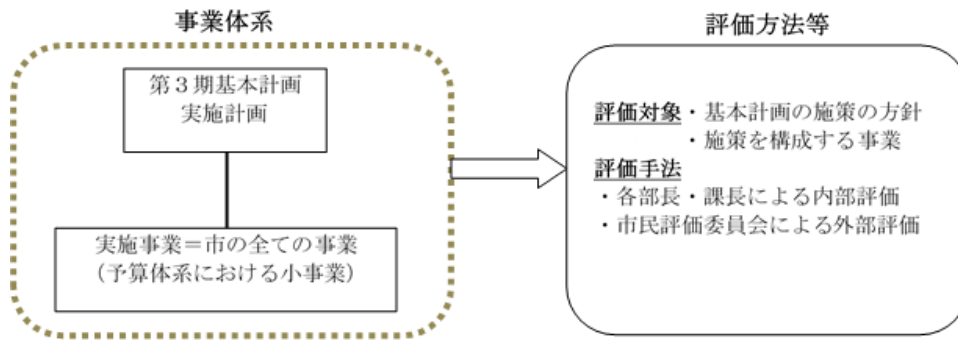 事業体系
第3期基本計画
実施計画
実施事業=市の全ての事業
(予算体系における小事業)
評価方法等
評価対象・基本計画の施策の方針
・施策を構成する事業
評価手法
・各部長・課長による内部評価
・市民評価委員会による外部評価